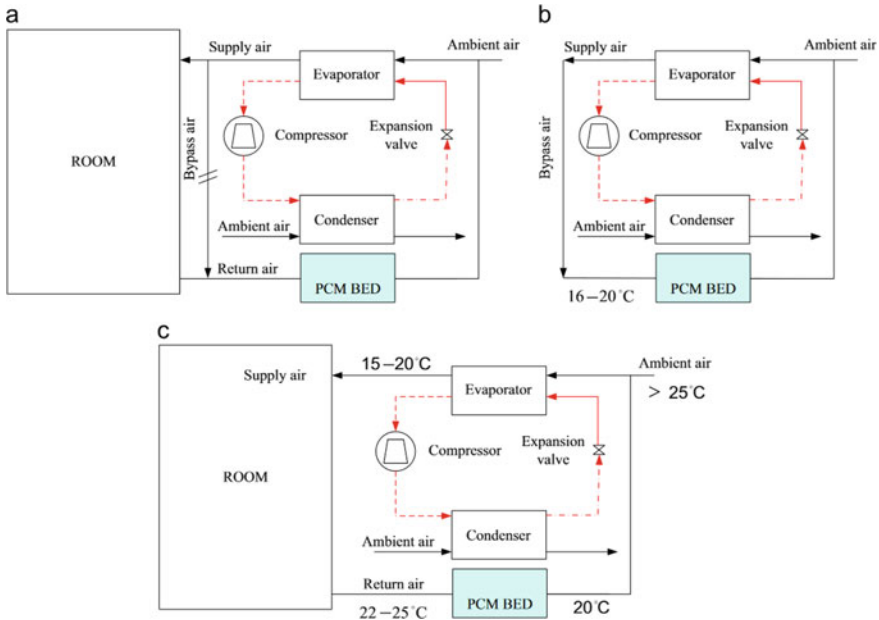 a
Supply air
Ambient air
Evaporator
Bypass air
Compressor
Expansion
valve
ROOM
Condenser
Ambient air
Return air
PCM BED
b
Supply air
Ambient air
Evaporator
Bypass air
Compressor
Expansion
valve
Condenser
Ambient air
PCM BED
16–20°C
c
15–20°C
Supply air
Ambient air
> 25°C
Evaporator
Compressor
Expansion
valve
ROOM
Condenser
Ambient air
Return air
PCM BED
22–25°C
20°C